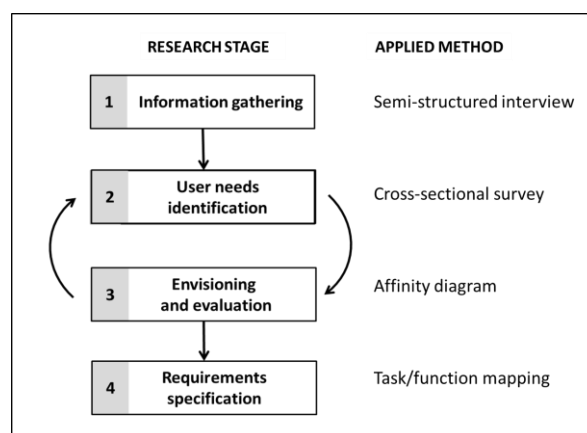 RESEARCH STAGE APPLIED METHOD
1 Information gathering Semi-structured interview
2 User needs
identification Cross-sectional survey
3 Envisioning
and evaluation Affinity diagram
4 Requirements
specification Task/function mapping